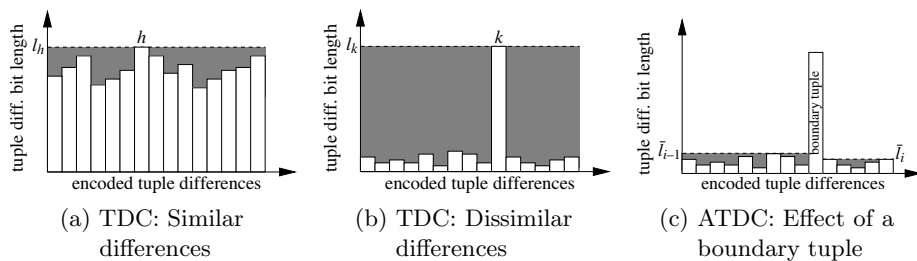 tuple diff. bit length
l_h
h
encoded tuple differences
(a) TDC: Similar
differences
tuple diff. bit length
l_k
k
encoded tuple differences
(b) TDC: Dissimilar
differences
tuple diff. bit length
l̄_{i−1}
boundary tuple
l̄_i
encoded tuple differences
(c) ATDC: Effect of a
boundary tuple